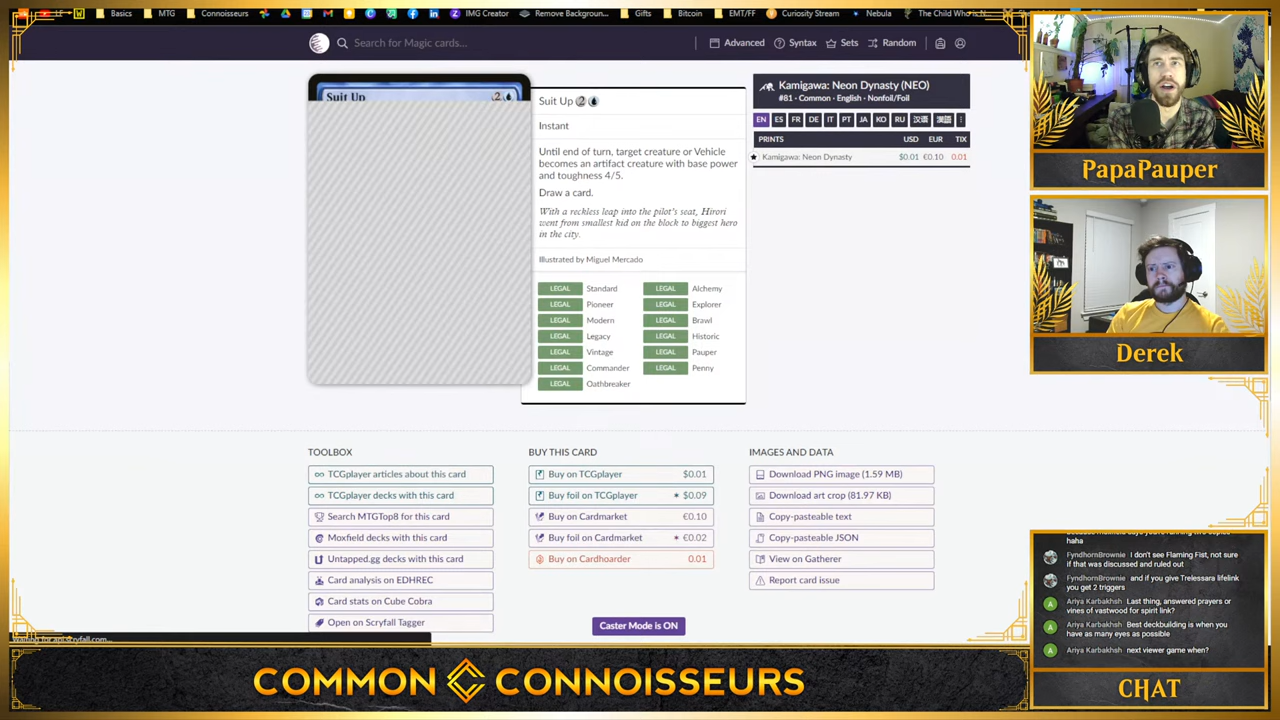 Basics
MTG
Connoisseurs
IMG Creator
Remove Backgroun...
Gifts
Bitcoin
EMT/FF
Curiosity Stream
Nebula
Search for Magic cards...
Advanced
Syntax
Sets
Random
Suit Up
2
Suit Up 2
Instant
Until end of turn, target creature or Vehicle
becomes an artifact creature with base power
and toughness 4/5.
Draw a card.
With a reckless leap into the pilot's seat, Hirori
went from smallest kid on the block to biggest hero
in the city.
Illustrated by Miguel Mercado
LEGAL Standard LEGAL Alchemy
LEGAL Pioneer LEGAL Explorer
LEGAL Modern LEGAL Brawl
LEGAL Legacy LEGAL Historic
LEGAL Vintage LEGAL Pauper
LEGAL Commander LEGAL Penny
LEGAL Oathbreaker
Kamigawa: Neon Dynasty (NEO)
#81 · Common · English · Nonfoil/Foil
EN ES FR DE IT PT JA KO RU 汉语 漢語
PRINTS USD EUR TIX
Kamigawa: Neon Dynasty $0.01 €0.10 0.01
TOOLBOX
TCGplayer articles about this card
TCGplayer decks with this card
Search MTGTop8 for this card
Moxfield decks with this card
Untapped.gg decks with this card
Card analysis on EDHREC
Card stats on Cube Cobra
Open on Scryfall Tagger
BUY THIS CARD
Buy on TCGplayer $0.01
Buy foil on TCGplayer $0.09
Buy on Cardmarket €0.10
Buy foil on Cardmarket €0.02
Buy on Cardhoarder 0.01
IMAGES AND DATA
Download PNG image (1.59 MB)
Download art crop (81.97 KB)
Copy-pasteable text
Copy-pasteable JSON
View on Gatherer
Report card issue
Caster Mode is ON
PapaPauper
Derek
haha
FyndhornBrownie I don't see Flaming Fist, not sure
if that was discussed and ruled out
FyndhornBrownie and if you give Trelessara lifelink
you get 2 triggers
A Ariya Karbakhsh Last thing, answered prayers or
vines of vastwood for spirit link?
A Ariya Karbakhsh Best deckbuilding is when you
have as many eyes as possible
A Ariya Karbakhsh next viewer game when?
CHAT
COMMON CONNOISSEURS